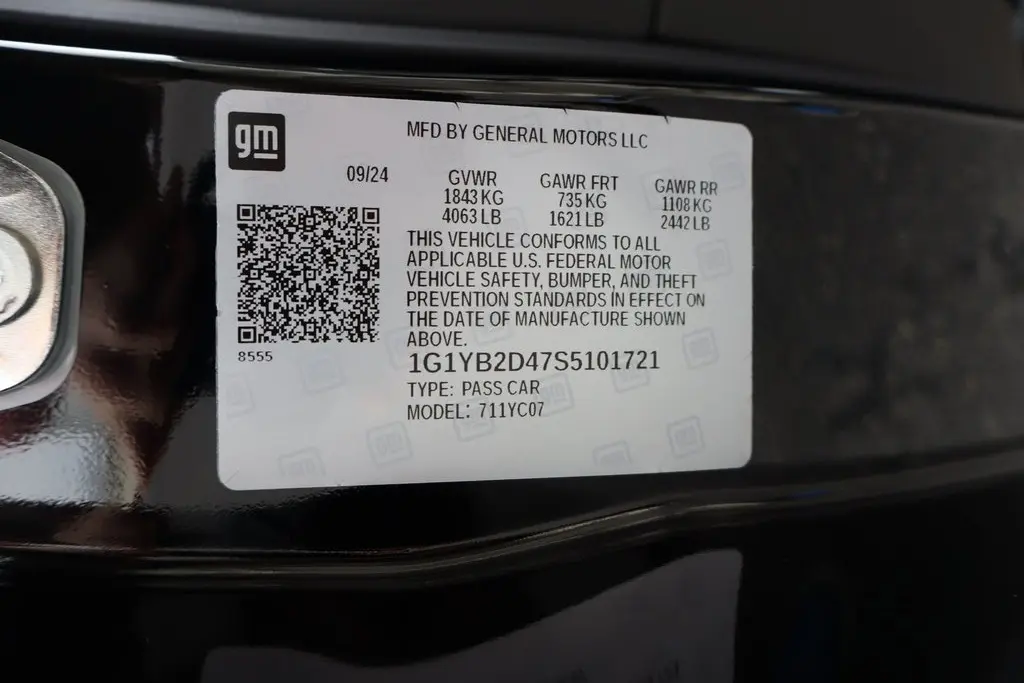 gm
MFD BY GENERAL MOTORS LLC
09/24
GVWR GAWR FRT GAWR RR
1843 KG 735 KG 1108 KG
4063 LB 1621 LB 2442 LB
THIS VEHICLE CONFORMS TO ALL
APPLICABLE U.S. FEDERAL MOTOR
VEHICLE SAFETY, BUMPER, AND THEFT
PREVENTION STANDARDS IN EFFECT ON
THE DATE OF MANUFACTURE SHOWN
ABOVE.
8555
1G1YB2D47S5101721
TYPE: PASS CAR
MODEL: 711YC07